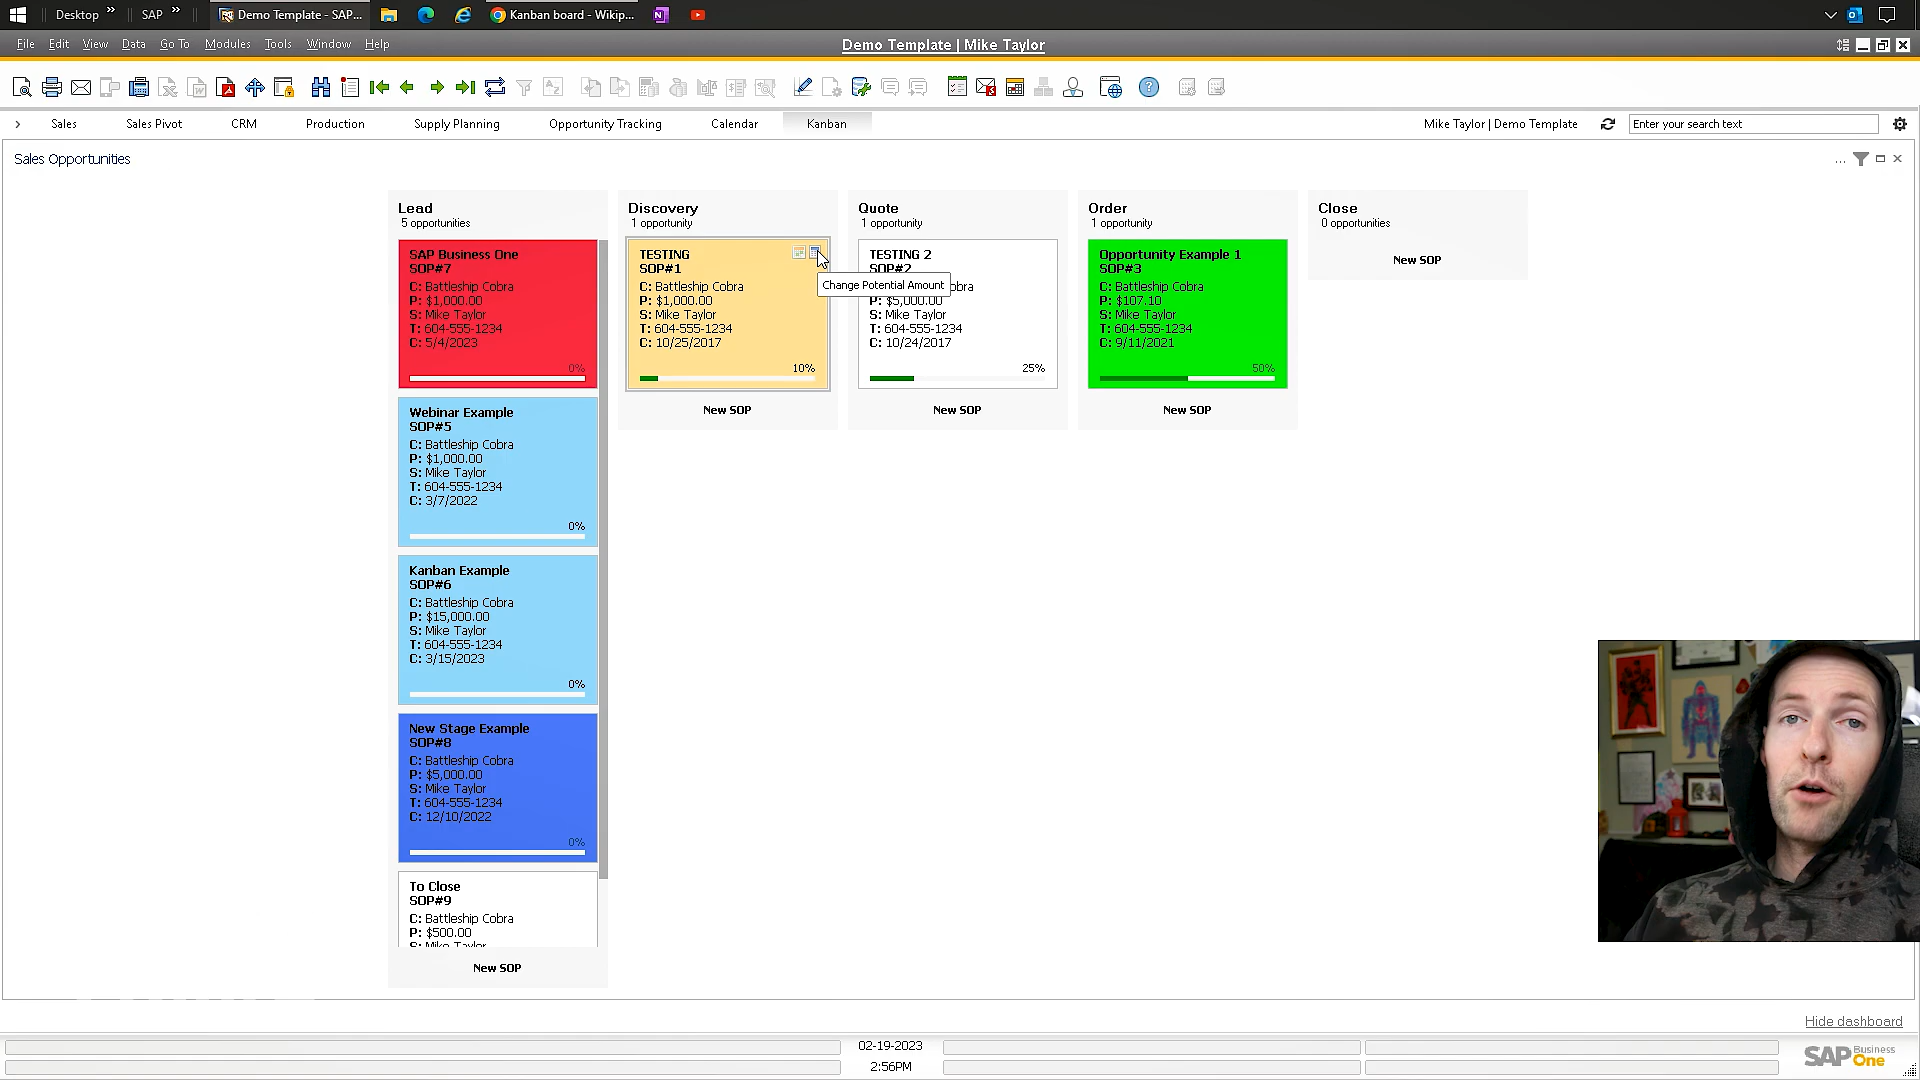 Desktop
SAP
Demo Template - SAP...
Kanban board - Wikip...
File Edit View Data Go To Modules Tools Window Help
Demo Template | Mike Taylor
Sales
Sales Pivot
CRM
Production
Supply Planning
Opportunity Tracking
Calendar
Kanban
Mike Taylor | Demo Template
Enter your search text
Sales Opportunities
Lead
5 opportunities
SAP Business One
SOP#7
C: Battleship Cobra
P: $1,000.00
S: Mike Taylor
T: 604-555-1234
C: 5/4/2023
0%
Webinar Example
SOP#5
C: Battleship Cobra
P: $1,000.00
S: Mike Taylor
T: 604-555-1234
C: 3/7/2022
0%
Kanban Example
SOP#6
C: Battleship Cobra
P: $15,000.00
S: Mike Taylor
T: 604-555-1234
C: 3/15/2023
0%
New Stage Example
SOP#8
C: Battleship Cobra
P: $5,000.00
S: Mike Taylor
T: 604-555-1234
C: 12/10/2022
0%
To Close
SOP#9
C: Battleship Cobra
P: $500.00
S: Mike Taylor
New SOP
Discovery
1 opportunity
TESTING
SOP#1
C: Battleship Cobra
P: $1,000.00
S: Mike Taylor
T: 604-555-1234
C: 10/25/2017
10%
New SOP
Change Potential Amount
Quote
1 opportunity
TESTING 2
SOP#2
obra
P: $5,000.00
S: Mike Taylor
T: 604-555-1234
C: 10/24/2017
25%
New SOP
Order
1 opportunity
Opportunity Example 1
SOP#3
C: Battleship Cobra
P: $107.10
S: Mike Taylor
T: 604-555-1234
C: 9/11/2021
50%
New SOP
Close
0 opportunities
New SOP
Hide dashboard
02-19-2023
2:56PM
SAP Business One